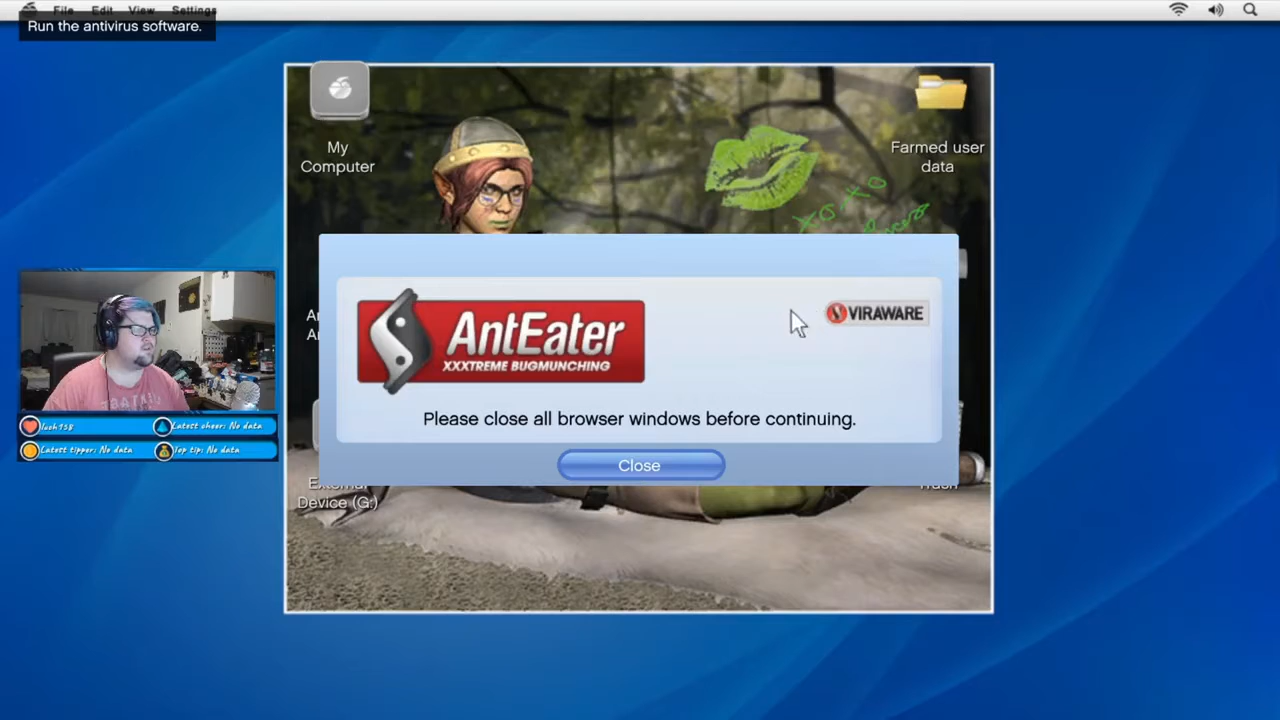 File Edit View Settings
Run the antivirus software.
My
Computer
Farmed user
data
XO-XO
AntEater
XXXTREME BUGMUNCHING
VIRAWARE
Please close all browser windows before continuing.
Close
External
Device (G:)
Trash
Latest cheer: No data
Latest tipper: No data
Top tip: No data